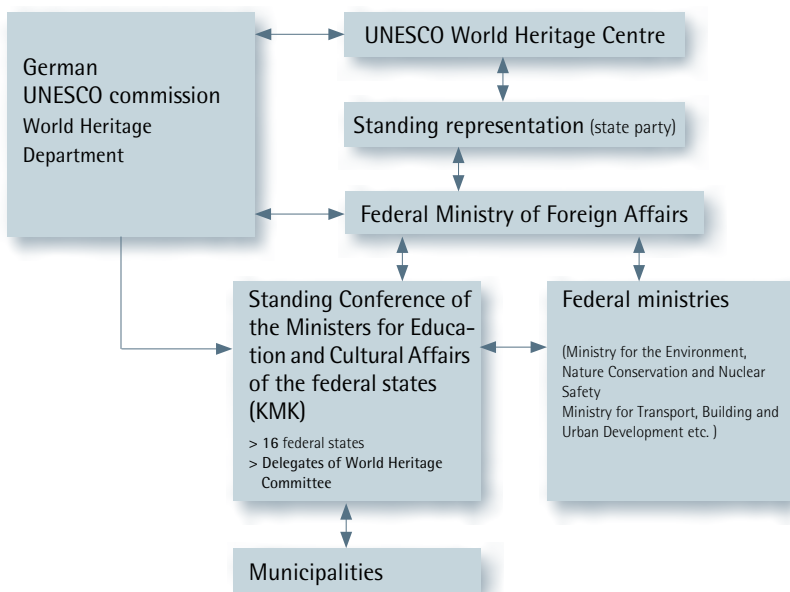 German
UNESCO commission
World Heritage
Department
UNESCO World Heritage Centre
Standing representation (state party)
Federal Ministry of Foreign Affairs
Standing Conference of
the Ministers for Educa-
tion and Cultural Affairs
of the federal states
(KMK)
> 16 federal states
> Delegates of World Heritage
Committee
Federal ministries
(Ministry for the Environment,
Nature Conservation and Nuclear
Safety
Ministry for Transport, Building and
Urban Development etc. )
Municipalities